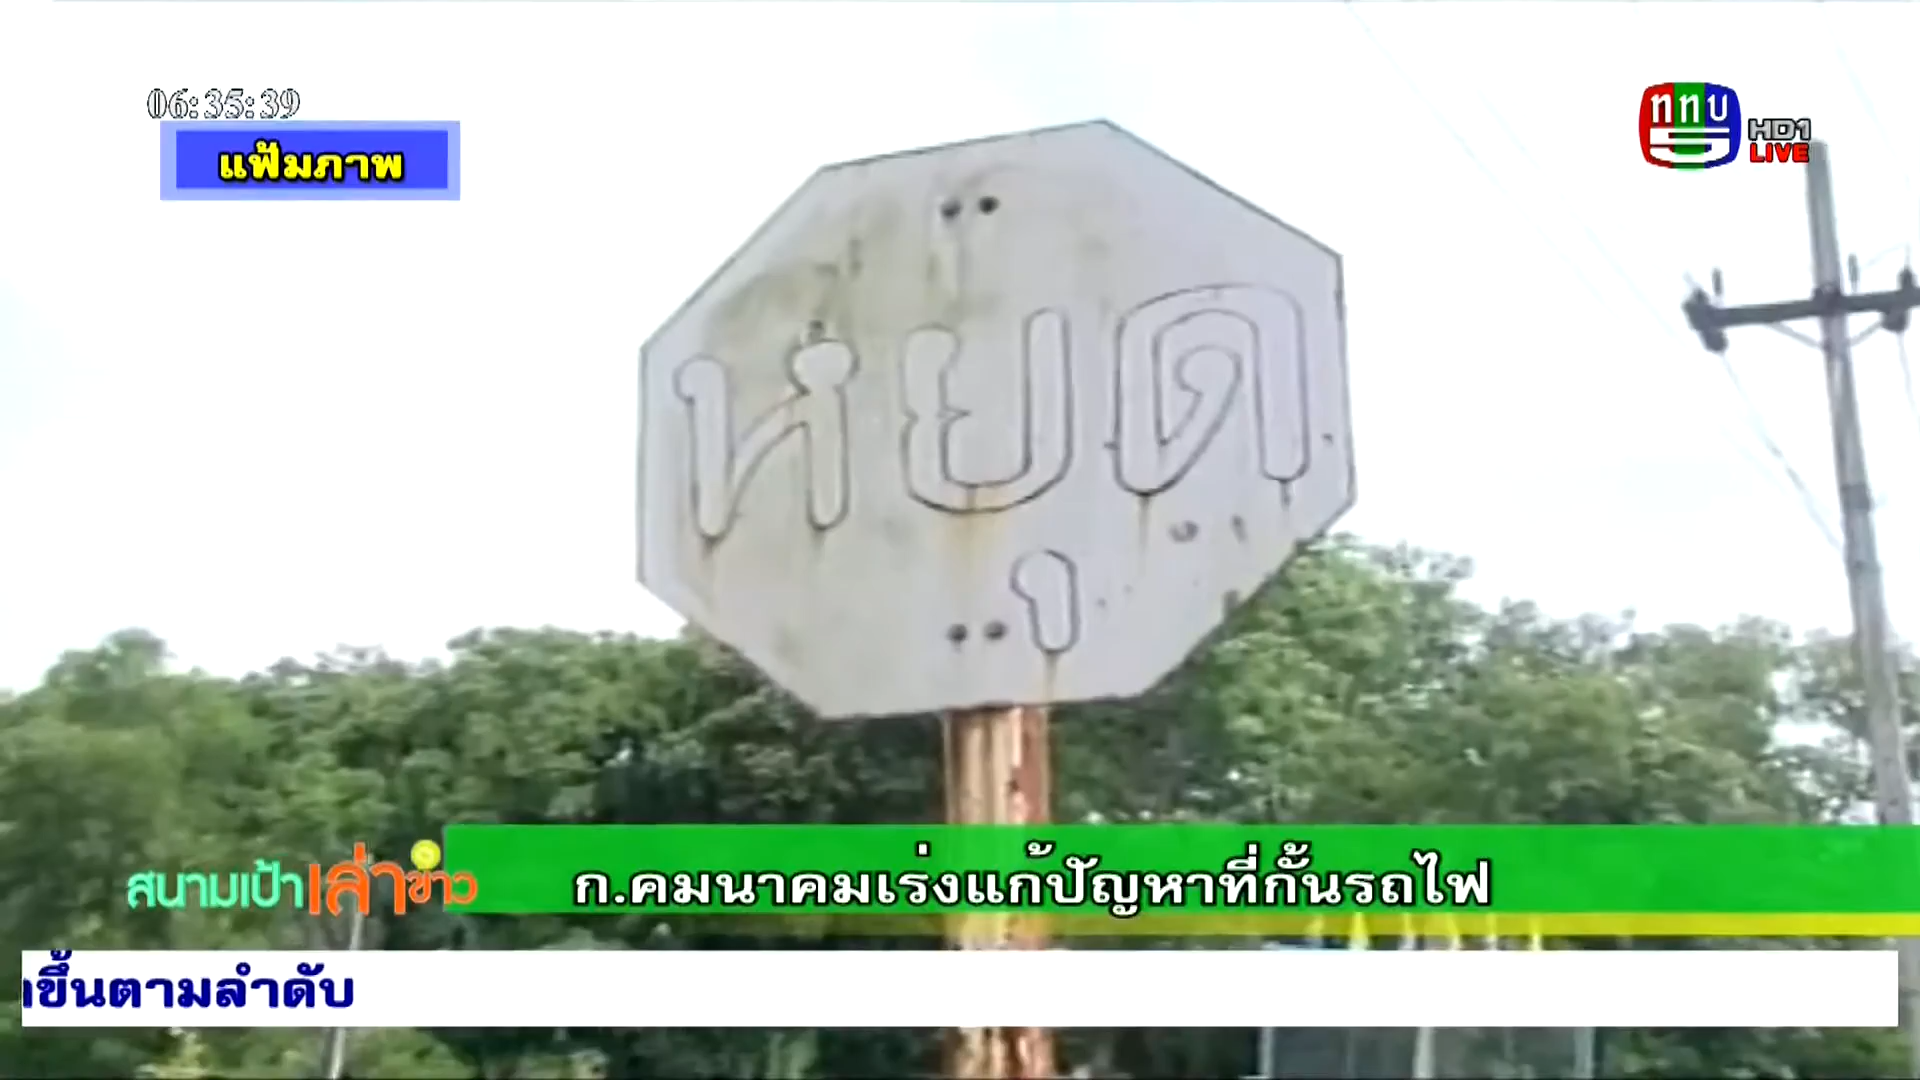 06:35:39
แฟ้มภาพ
ททบ
5
HD1
LIVE
หยุด
สนามเป้าเล่าข่าว
ก.คมนาคมเร่งแก้ปัญหาที่กั้นรถไฟ
ขึ้นตามลำดับ